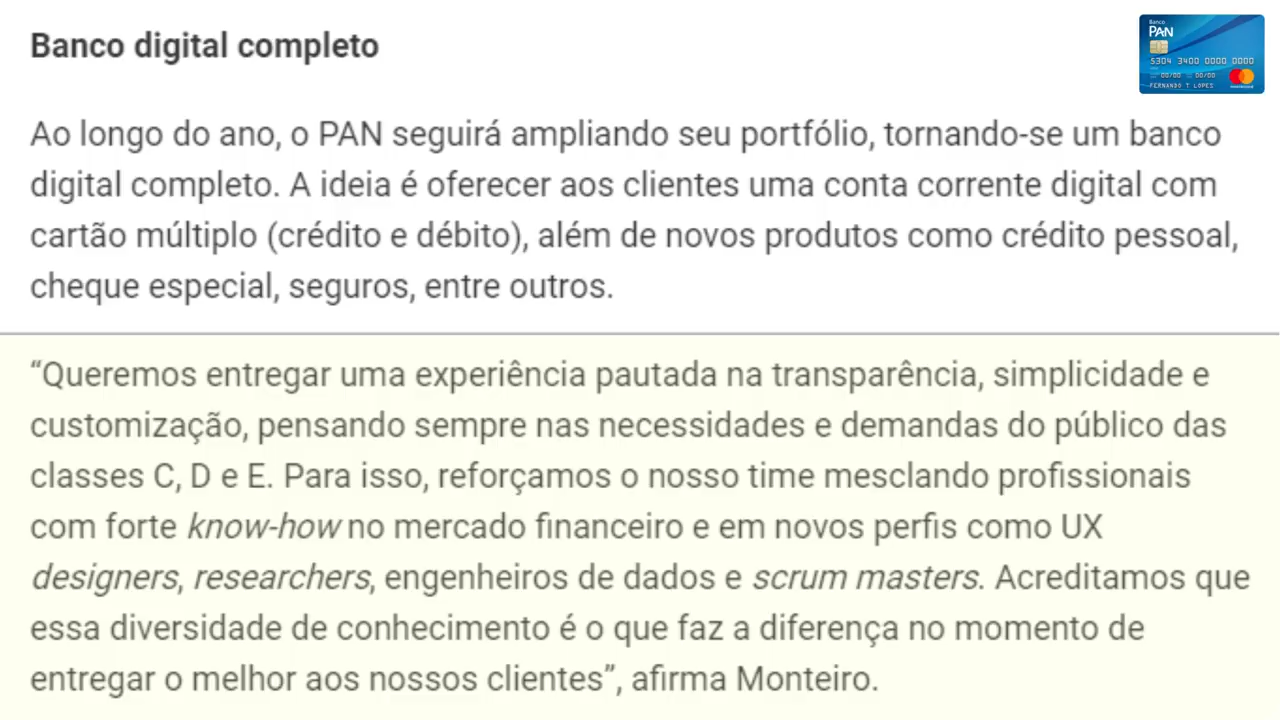 Banco digital completo
Banco
PAN
5304 3400 0000 0000
00/00 00/00
FERNANDO T LOPES
Ao longo do ano, o PAN seguirá ampliando seu portfólio, tornando-se um banco
digital completo. A ideia é oferecer aos clientes uma conta corrente digital com
cartão múltiplo (crédito e débito), além de novos produtos como crédito pessoal,
cheque especial, seguros, entre outros.
“Queremos entregar uma experiência pautada na transparência, simplicidade e
customização, pensando sempre nas necessidades e demandas do público das
classes C, D e E. Para isso, reforçamos o nosso time mesclando profissionais
com forte know-how no mercado financeiro e em novos perfis como UX
designers, researchers, engenheiros de dados e scrum masters. Acreditamos que
essa diversidade de conhecimento é o que faz a diferença no momento de
entregar o melhor aos nossos clientes”, afirma Monteiro.